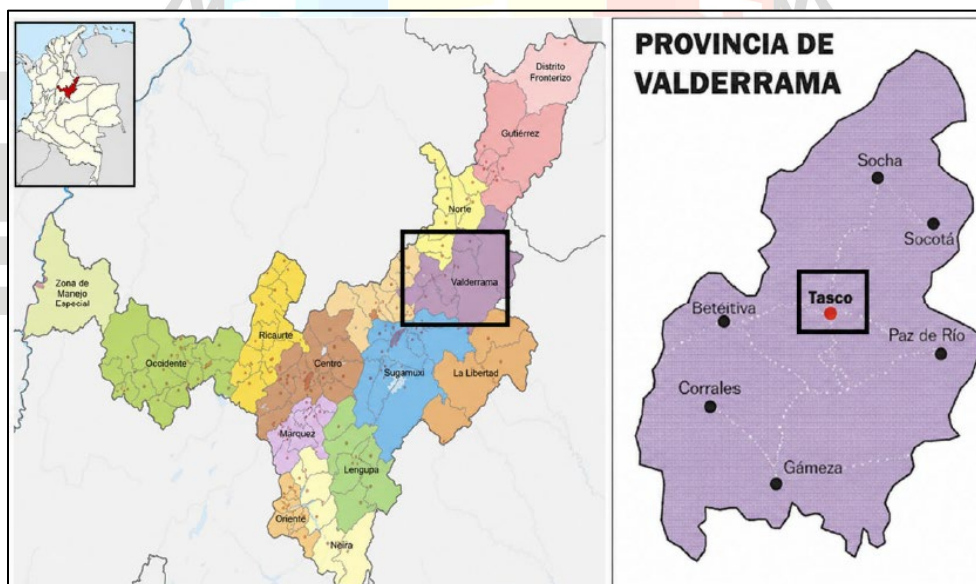 Distrito
Fronterizo
Gutiérrez
Norte
Valderrama
Zona de
Manejo
Especial
Occidente
Ricaurte
Centro
Sugamuxi
La Libertad
Márquez
Lengupa
Oriente
Neira
PROVINCIA DE
VALDERRAMA
Socha
Socotá
Tasco
Beteitiva
Paz de Río
Corrales
Gámeza